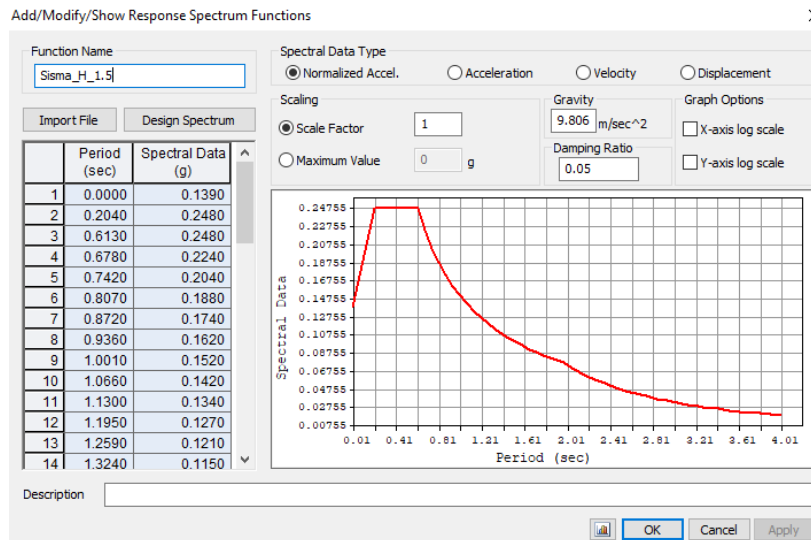 Add/Modify/Show Response Spectrum Functions
Function Name
Sisma_H_1.5
Import File Design Spectrum
Period (sec) Spectral Data (g)
1 0.0000 0.1390
2 0.2040 0.2480
3 0.6130 0.2480
4 0.6780 0.2240
5 0.7420 0.2040
6 0.8070 0.1880
7 0.8720 0.1740
8 0.9360 0.1620
9 1.0010 0.1520
10 1.0660 0.1420
11 1.1300 0.1340
12 1.1950 0.1270
13 1.2590 0.1210
14 1.3240 0.1150
Spectral Data Type
Normalized Accel. Acceleration Velocity Displacement
Scaling
Scale Factor 1
Maximum Value 0 g
Gravity
9.806 m/sec^2
Damping Ratio
0.05
Graph Options
X-axis log scale
Y-axis log scale
Spectral Data
0.24755
0.22755
0.20755
0.18755
0.16755
0.14755
0.12755
0.10755
0.08755
0.06755
0.04755
0.02755
0.00755
0.01 0.41 0.81 1.21 1.61 2.01 2.41 2.81 3.21 3.61 4.01
Period (sec)
Description
OK Cancel Apply